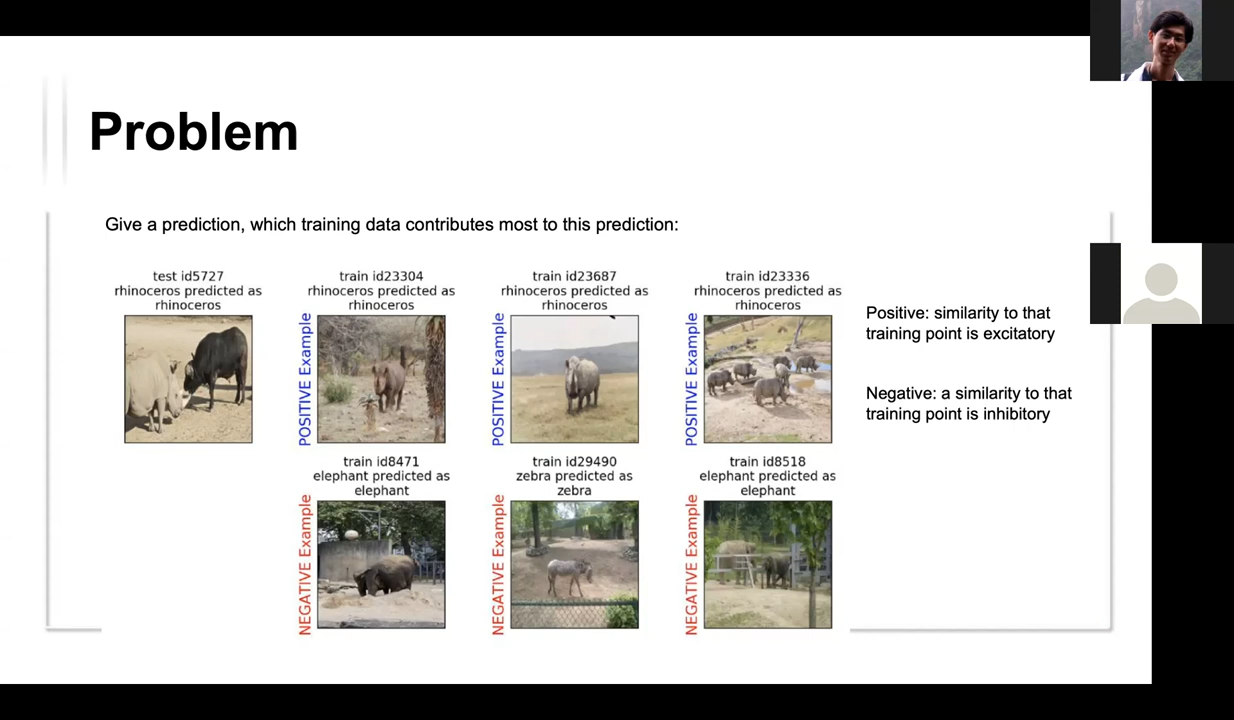 Problem
Give a prediction, which training data contributes most to this prediction:
test id5727
rhinoceros predicted as
rhinoceros
train id23304
rhinoceros predicted as
rhinoceros
POSITIVE Example
train id23687
rhinoceros predicted as
rhinoceros
POSITIVE Example
train id23336
rhinoceros predicted as
rhinoceros
POSITIVE Example
Positive: similarity to that
training point is excitatory
Negative: a similarity to that
training point is inhibitory
train id8471
elephant predicted as
elephant
NEGATIVE Example
train id29490
zebra predicted as
zebra
NEGATIVE Example
train id8518
elephant predicted as
elephant
NEGATIVE Example